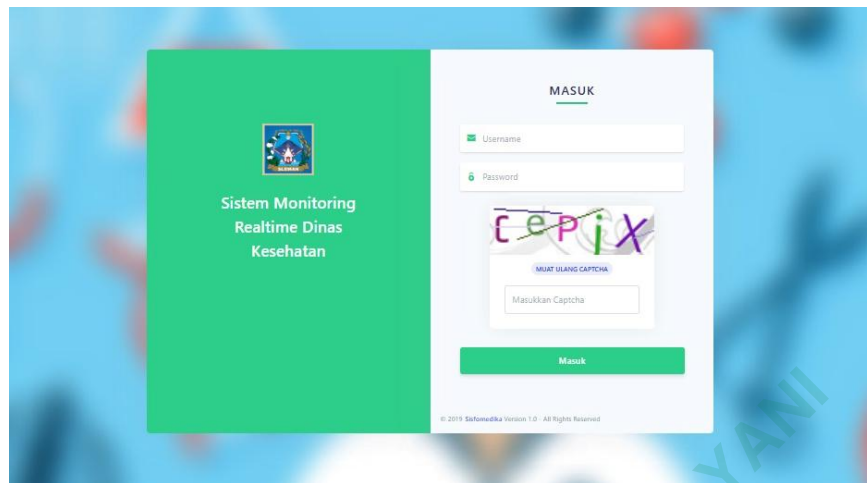 SLEMAN
Sistem Monitoring
Realtime Dinas
Kesehatan
MASUK
Username
Password
cePiX
MUAT ULANG CAPTCHA
Masukkan Captcha
Masuk
© 2019 Sisfomedika Version 1.0 - All Rights Reserved
YANI